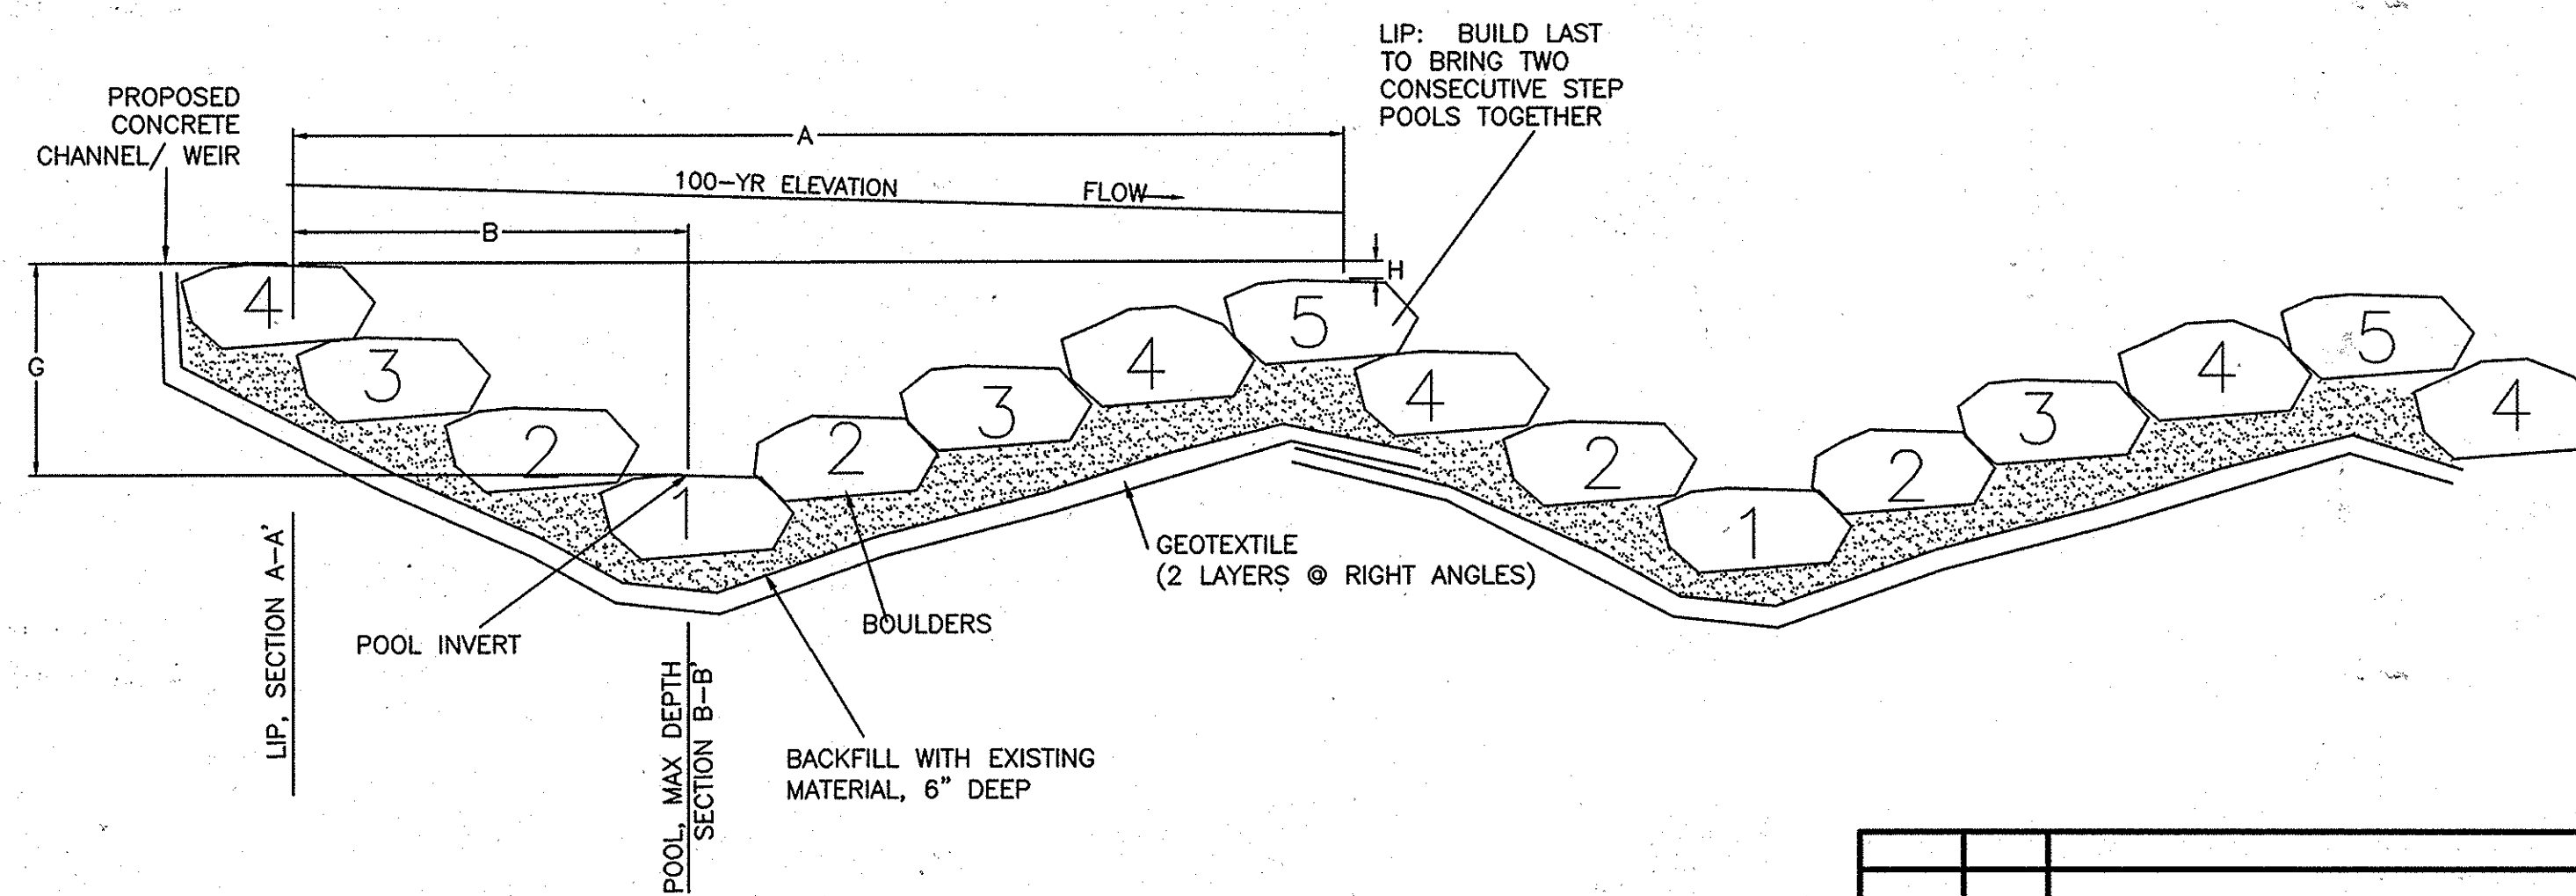 LIP: BUILD LAST
TO BRING TWO
CONSECUTIVE STEP
POOLS TOGETHER
PROPOSED
CONCRETE
CHANNEL/ WEIR
A
100-YR ELEVATION FLOW
B
H
G
4 3 2 1 2 3 4 5 4 2 1 2 3 4 5 4
GEOTEXTILE
(2 LAYERS @ RIGHT ANGLES)
BOULDERS
POOL INVERT
BACKFILL WITH EXISTING
MATERIAL, 6" DEEP
LIP, SECTION A-A'
POOL, MAX DEPTH
SECTION B-B'